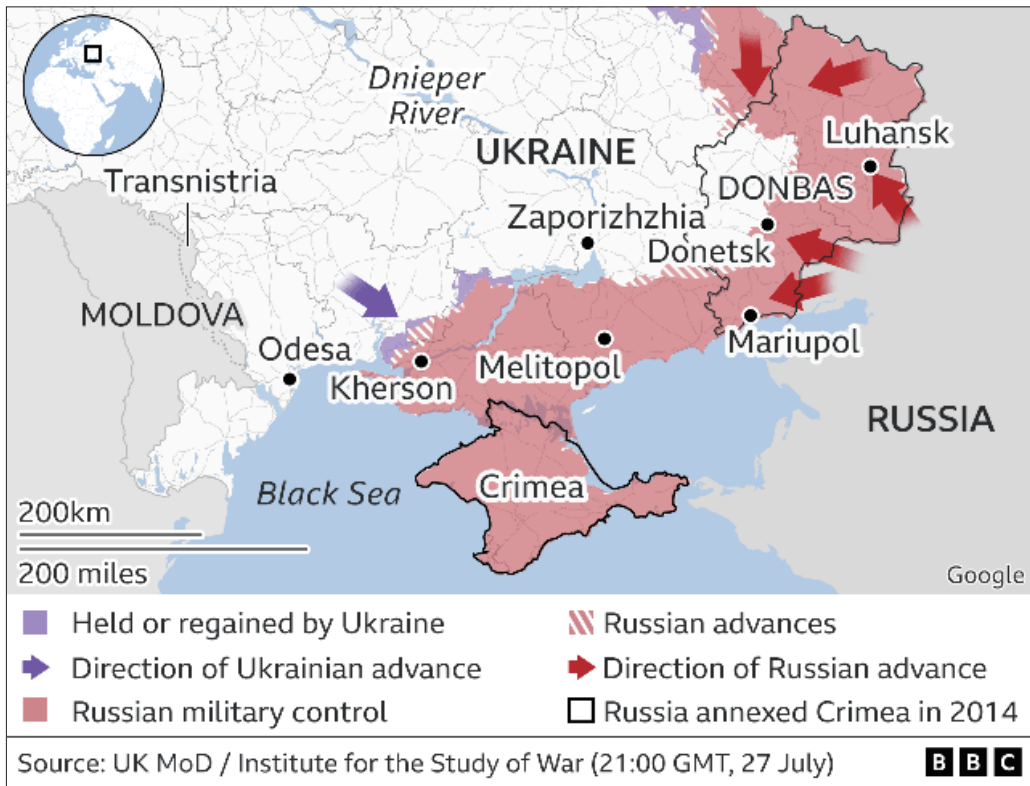 Dnieper
River
UKRAINE
Luhansk
Transnistria
DONBAS
Zaporizhzhia
Donetsk
MOLDOVA
Odesa
Kherson
Melitopol
Mariupol
RUSSIA
Black Sea
Crimea
200km
200 miles
Google
Held or regained by Ukraine
Russian advances
Direction of Ukrainian advance
Direction of Russian advance
Russian military control
Russia annexed Crimea in 2014
Source: UK MoD / Institute for the Study of War (21:00 GMT, 27 July)
BBC